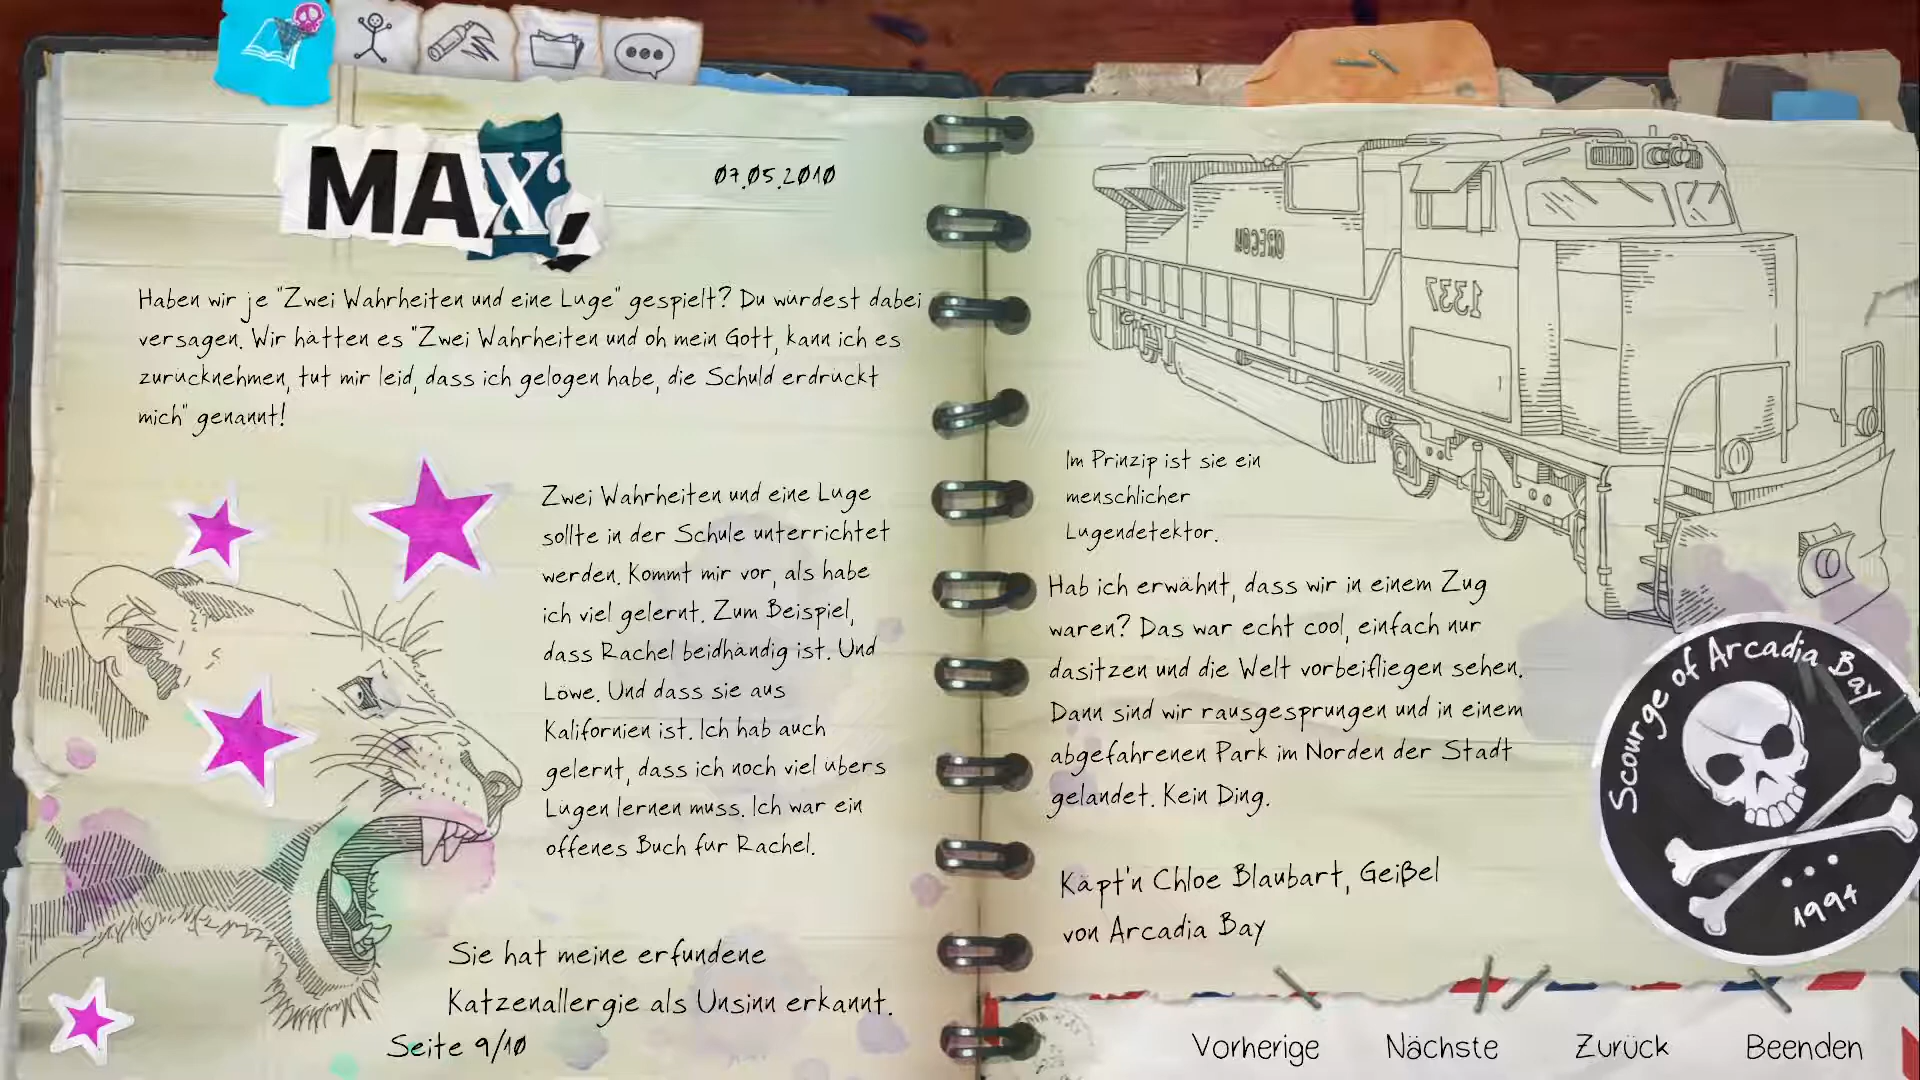 MAX,
07.05.2010
Haben wir je "Zwei Wahrheiten und eine Luge" gespielt? Du wurdest dabei
versagen. Wir hatten es "Zwei Wahrheiten und oh mein Gott, kann ich es
zurucknehmen, tut mir leid, dass ich gelogen habe, die Schuld erdruckt
mich" genannt!
Zwei Wahrheiten und eine Luge
sollte in der Schule unterrichtet
werden. Kommt mir vor, als habe
ich viel gelernt. Zum Beispiel,
dass Rachel beidhandig ist. Und
Lowe. Und dass sie aus
Kalifornien ist. Ich hab auch
gelernt, dass ich noch viel ubers
Lugen lernen muss. Ich war ein
offenes Buch fur Rachel.
Sie hat meine erfundene
Katzenallergie als Unsinn erkannt.
Seite 9/10
OREGON
1337
Im Prinzip ist sie ein
menschlicher
Lugendetektor.
Hab ich erwahnt, dass wir in einem Zug
waren? Das war echt cool, einfach nur
dasitzen und die Welt vorbeifliegen sehen.
Dann sind wir rausgesprungen und in einem
abgefahrenen Park im Norden der Stadt
gelandet. Kein Ding.
Kapt'n Chloe Blaubart, Geißel
von Arcadia Bay
Scourge of Arcadia Bay
1994
Vorherige Nächste Zurück Beenden